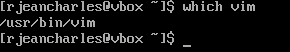 [rjeancharles@vbox ~]$ which vim
/usr/bin/vim
[rjeancharles@vbox ~]$ _